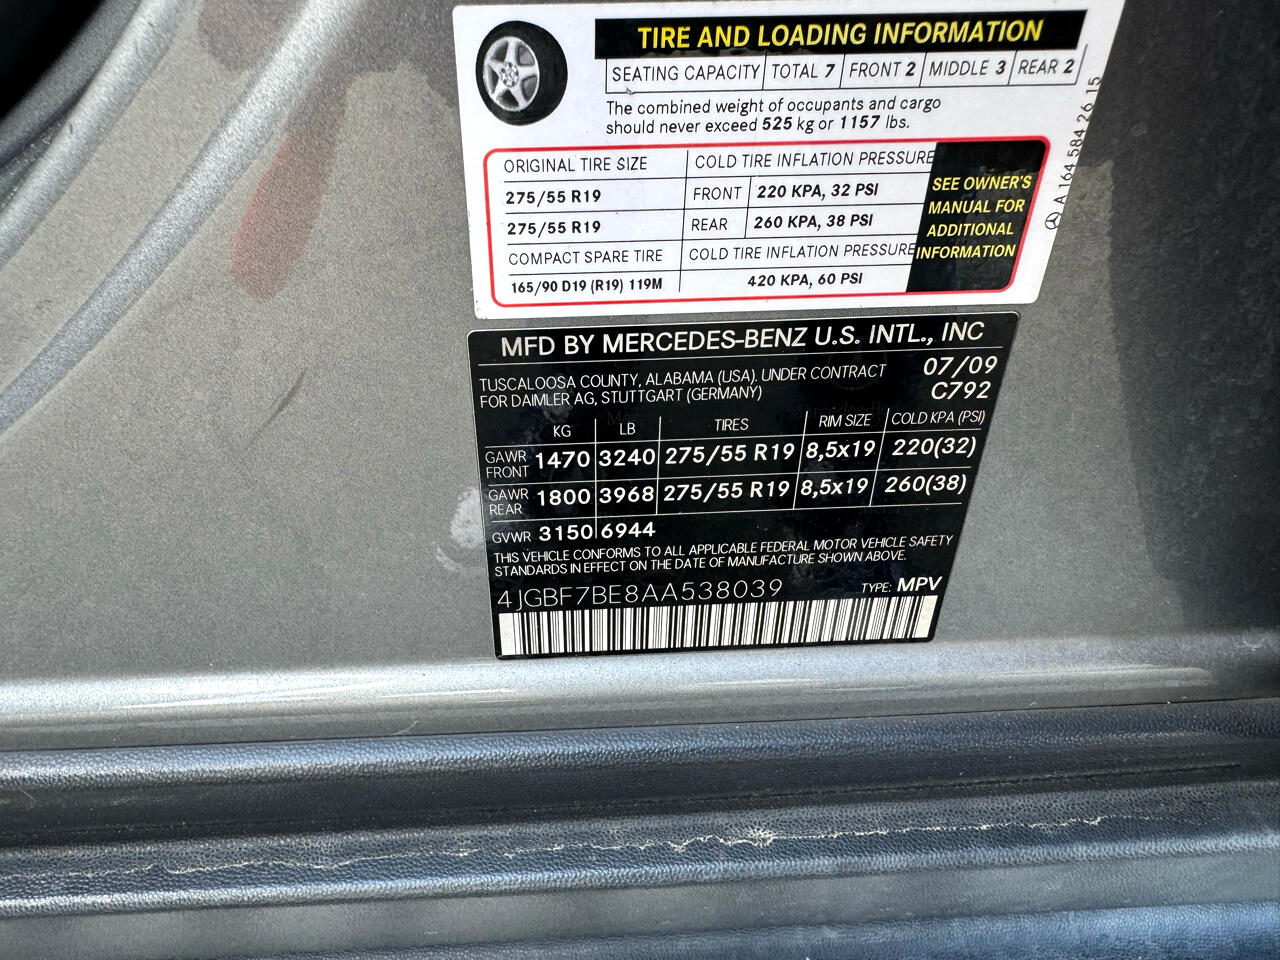 TIRE AND LOADING INFORMATION
SEATING CAPACITY TOTAL 7 FRONT 2 MIDDLE 3 REAR 2
The combined weight of occupants and cargo
should never exceed 525 kg or 1157 lbs.
ORIGINAL TIRE SIZE COLD TIRE INFLATION PRESSURE
275/55 R19 FRONT 220 KPA, 32 PSI
275/55 R19 REAR 260 KPA, 38 PSI
COMPACT SPARE TIRE COLD TIRE INFLATION PRESSURE
165/90 D19 (R19) 119M 420 KPA, 60 PSI
SEE OWNER'S
MANUAL FOR
ADDITIONAL
INFORMATION
A 164 584 26 15
MFD BY MERCEDES-BENZ U.S. INTL., INC
TUSCALOOSA COUNTY, ALABAMA (USA). UNDER CONTRACT 07/09
FOR DAIMLER AG, STUTTGART (GERMANY) C792
KG LB TIRES RIM SIZE COLD KPA (PSI)
GAWR FRONT 1470 3240 275/55 R19 8,5x19 220(32)
GAWR REAR 1800 3968 275/55 R19 8,5x19 260(38)
GVWR 3150 6944
THIS VEHICLE CONFORMS TO ALL APPLICABLE FEDERAL MOTOR VEHICLE SAFETY
STANDARDS IN EFFECT ON THE DATE OF MANUFACTURE SHOWN ABOVE.
4JGBF7BE8AA538039 TYPE: MPV